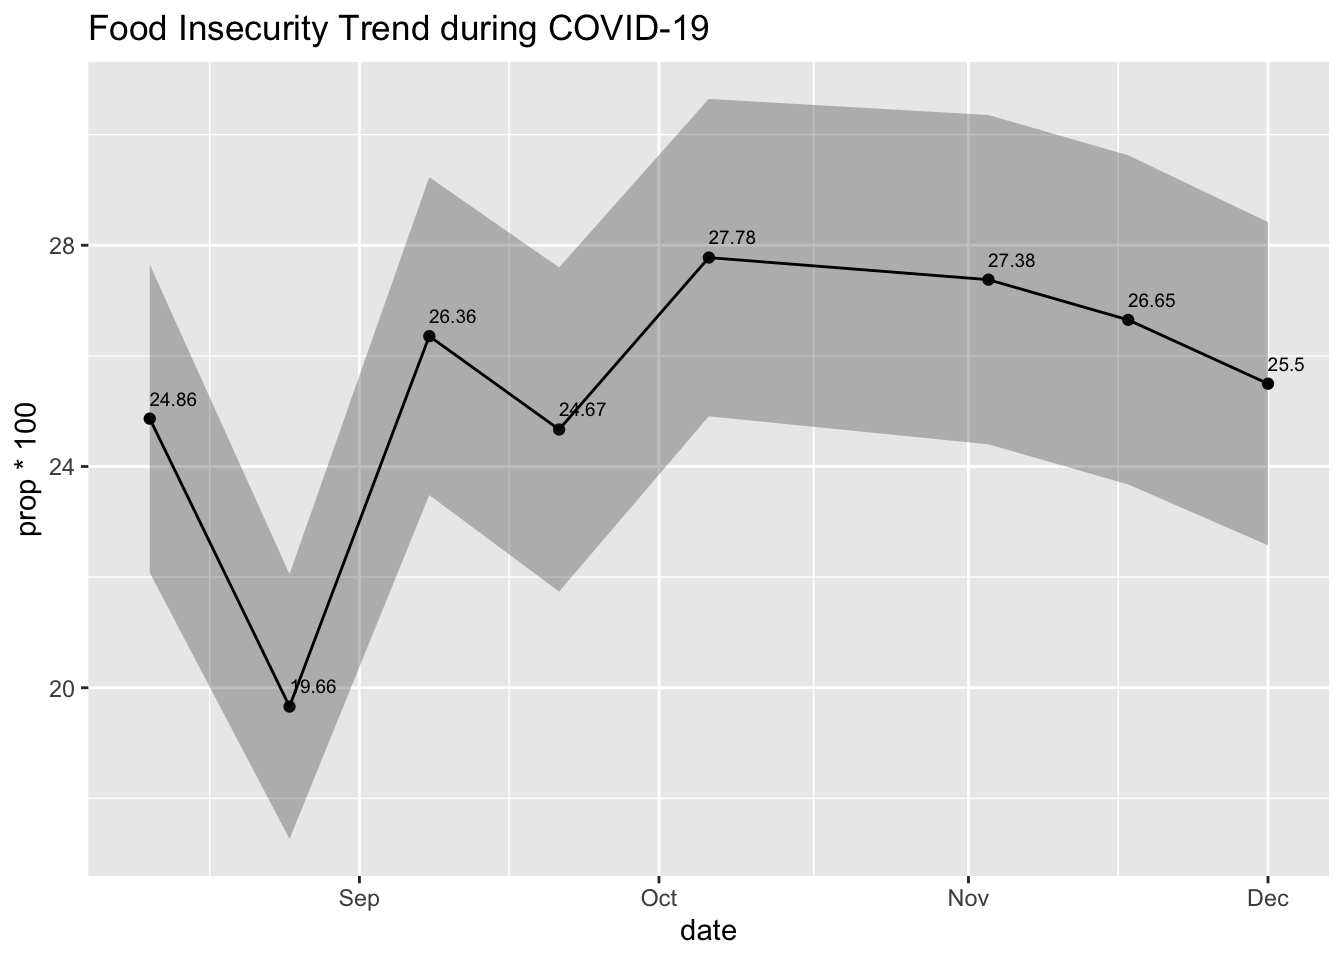 Food Insecurity Trend during COVID-19
prop * 100
28
24
20
24.86
19.66
26.36
24.67
27.78
27.38
26.65
25.5
Sep
Oct
Nov
Dec
date